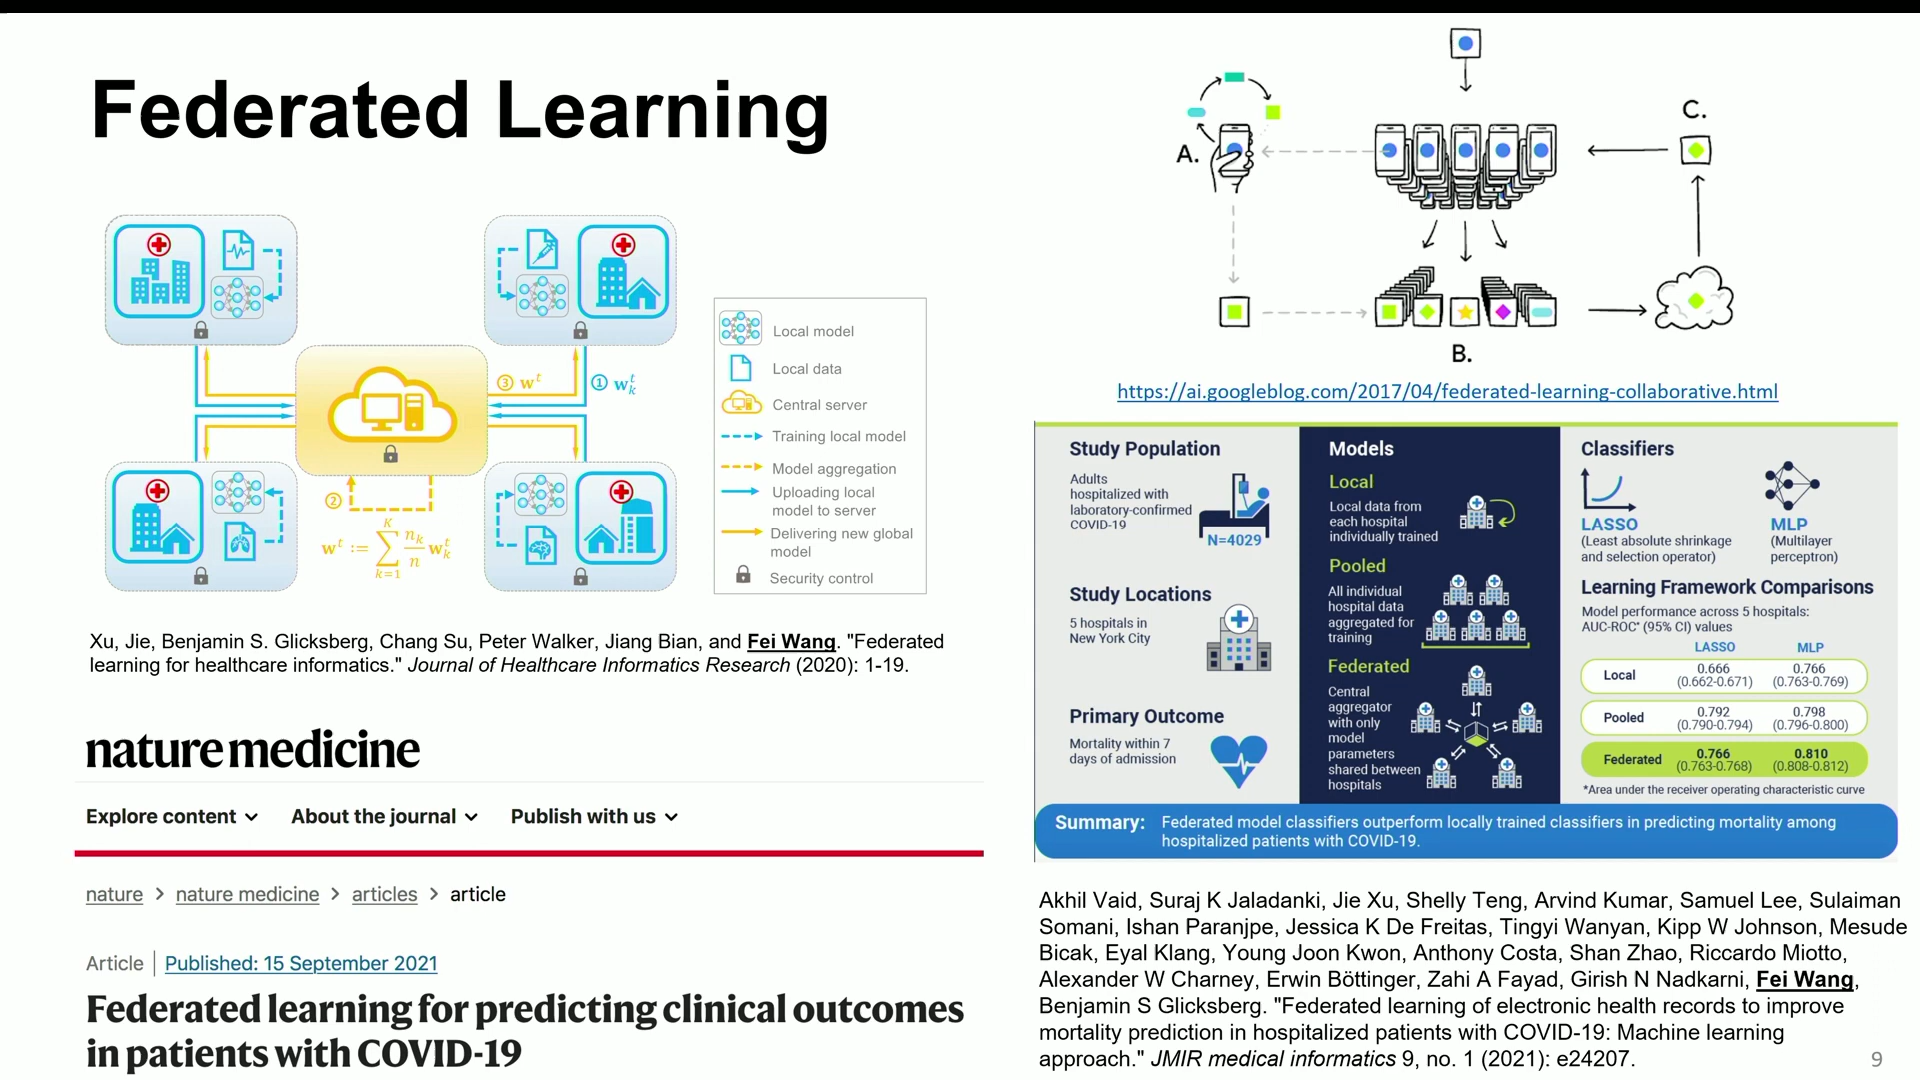 Federated Learning
③ wᵗ
① wₖᵗ
②
wᵗ := ∑ₖ₌₁ᴷ nₖ/n wₖᵗ
Local model
Local data
Central server
Training local model
Model aggregation
Uploading local
model to server
Delivering new global
model
Security control
Xu, Jie, Benjamin S. Glicksberg, Chang Su, Peter Walker, Jiang Bian, and Fei Wang. "Federated
learning for healthcare informatics." Journal of Healthcare Informatics Research (2020): 1-19.
nature medicine
Explore content
About the journal
Publish with us
nature > nature medicine > articles > article
Article | Published: 15 September 2021
Federated learning for predicting clinical outcomes
in patients with COVID-19
A.
B.
C.
https://ai.googleblog.com/2017/04/federated-learning-collaborative.html
Study Population
Adults
hospitalized with
laboratory-confirmed
COVID-19
N=4029
Study Locations
5 hospitals in
New York City
Primary Outcome
Mortality within 7
days of admission
Models
Local
Local data from
each hospital
individually trained
Pooled
All individual
hospital data
aggregated for
training
Federated
Central
aggregator
with only
model
parameters
shared between
hospitals
Classifiers
LASSO
(Least absolute shrinkage
and selection operator)
MLP
(Multilayer
perceptron)
Learning Framework Comparisons
Model performance across 5 hospitals:
AUC-ROC* (95% CI) values
LASSO MLP
Local 0.666 0.766
(0.662-0.671) (0.763-0.769)
Pooled 0.792 0.798
(0.790-0.794) (0.796-0.800)
Federated 0.766 0.810
(0.763-0.768) (0.808-0.812)
*Area under the receiver operating characteristic curve
Summary: Federated model classifiers outperform locally trained classifiers in predicting mortality among
hospitalized patients with COVID-19.
Akhil Vaid, Suraj K Jaladanki, Jie Xu, Shelly Teng, Arvind Kumar, Samuel Lee, Sulaiman
Somani, Ishan Paranjpe, Jessica K De Freitas, Tingyi Wanyan, Kipp W Johnson, Mesude
Bicak, Eyal Klang, Young Joon Kwon, Anthony Costa, Shan Zhao, Riccardo Miotto,
Alexander W Charney, Erwin Böttinger, Zahi A Fayad, Girish N Nadkarni, Fei Wang,
Benjamin S Glicksberg. "Federated learning of electronic health records to improve
mortality prediction in hospitalized patients with COVID-19: Machine learning
approach." JMIR medical informatics 9, no. 1 (2021): e24207.
9